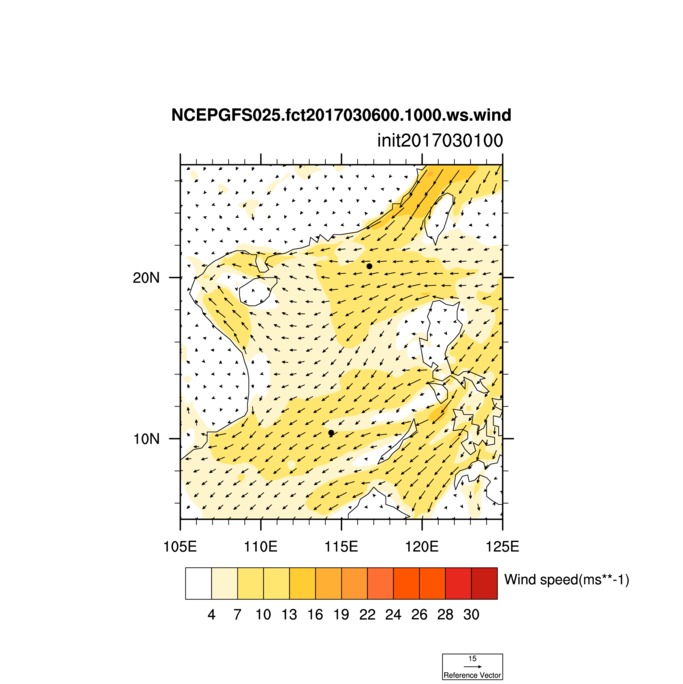 NCEPGFS025.fct2017030600.1000.ws.wind
init2017030100
20N
10N
105E 110E 115E 120E 125E
Wind speed(ms**-1)
4 7 10 13 16 19 22 24 26 28 30
15
Reference Vector